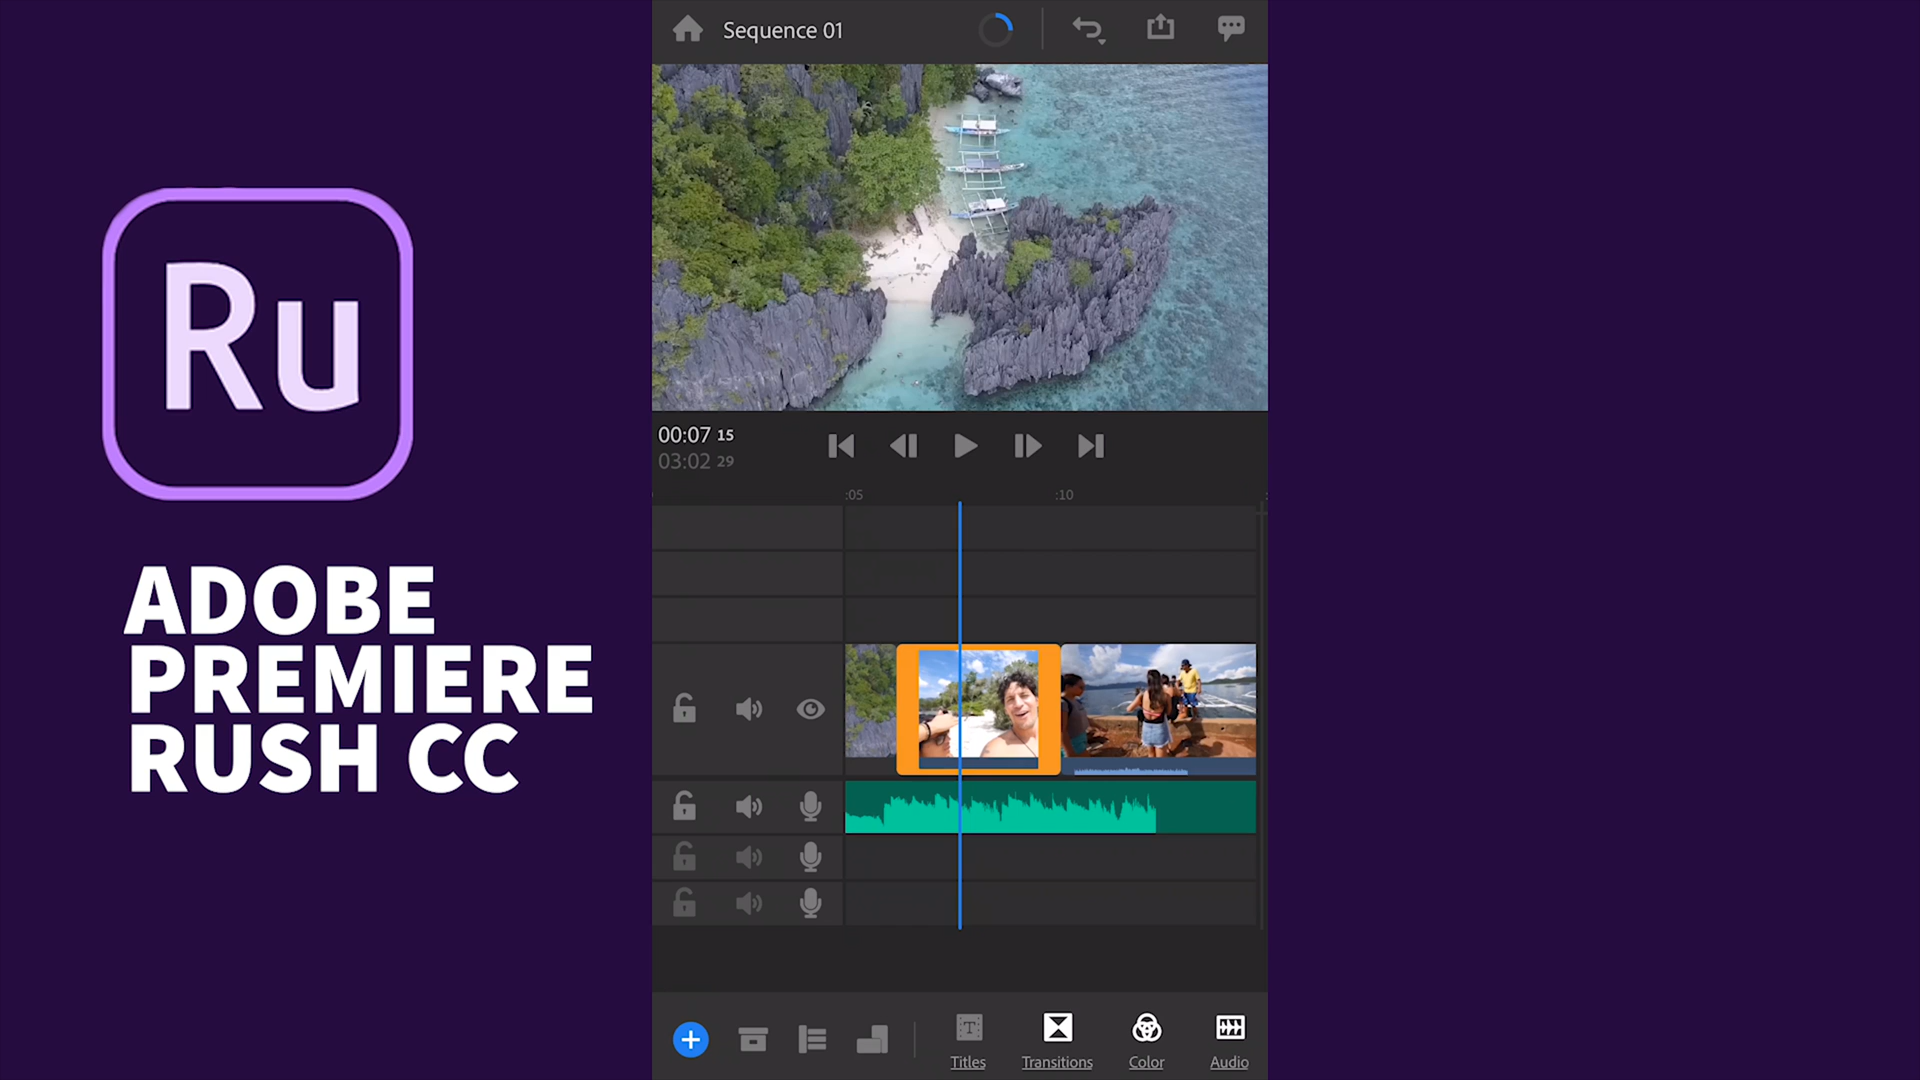 Ru
ADOBE
PREMIERE
RUSH CC
Sequence 01
00:07 15
03:02 29
:05 :10
Titles Transitions Color Audio